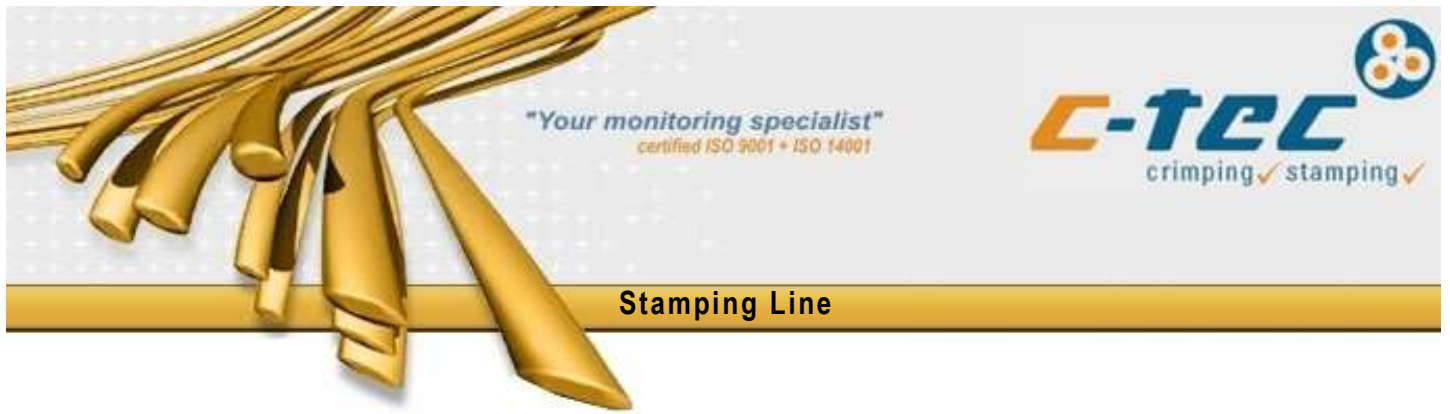 "Your monitoring specialist"
certified ISO 9001 + ISO 14001
c-tec
crimping✓ stamping✓
Stamping Line